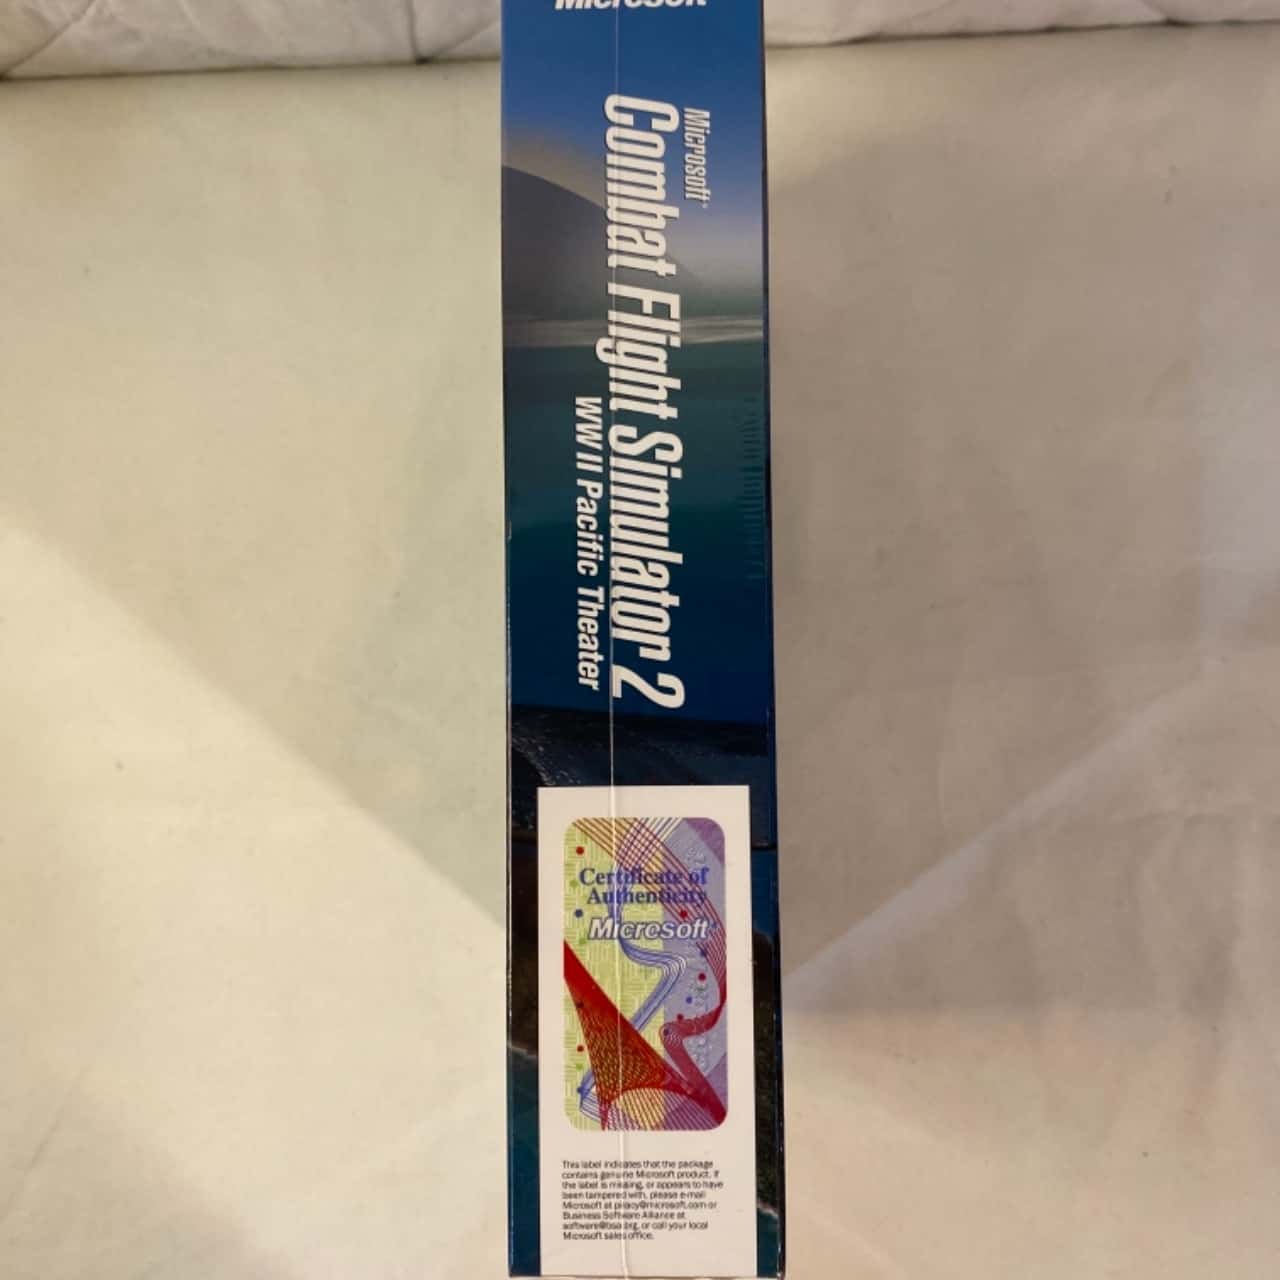 Microsoft
Microsoft
Combat Flight Simulator 2
WW II Pacific Theater
Certificate of
Authenticity
Microsoft
This label indicates that the package
contains genuine Microsoft product. If
the label is missing, or appears to have
been tampered with, please e-mail
Microsoft at piracy@microsoft.com or
Business Software Alliance at
software@bsa.org, or call your local
Microsoft sales office.